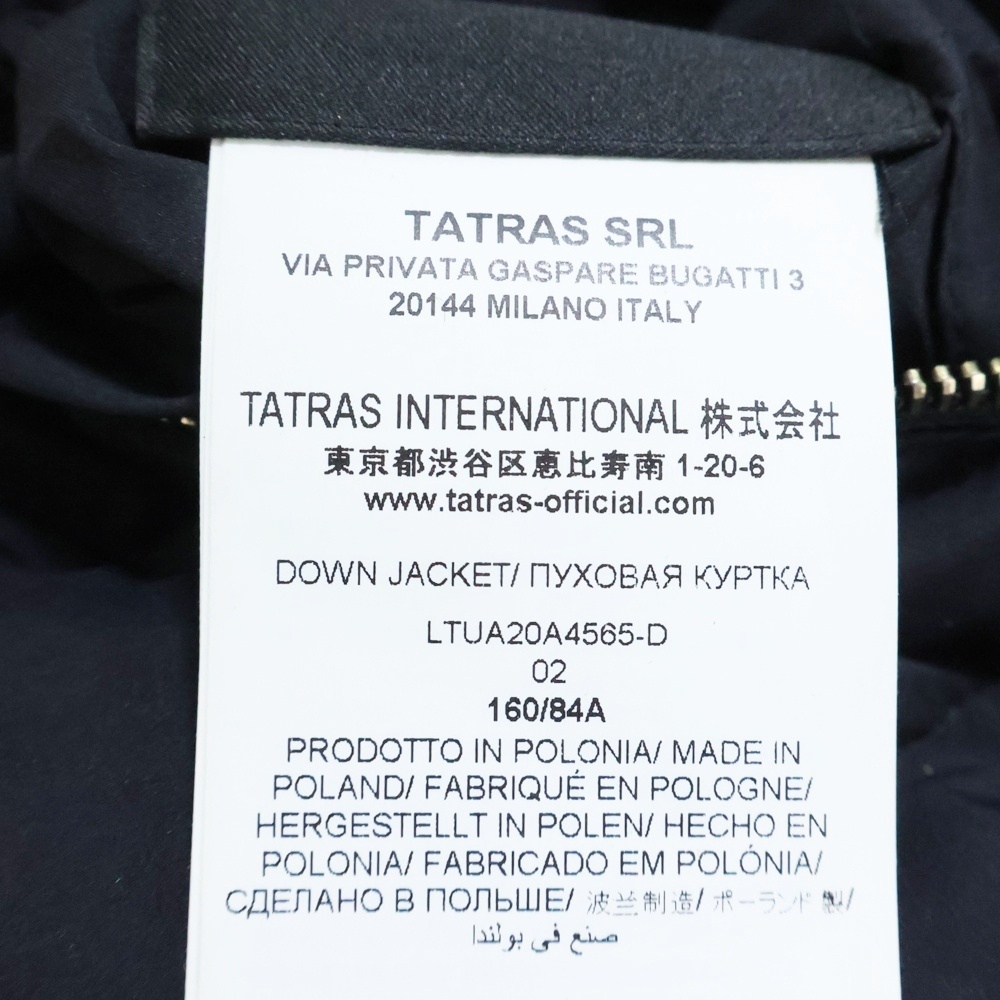 TATRAS SRL
VIA PRIVATA GASPARE BUGATTI 3
20144 MILANO ITALY
TATRAS INTERNATIONAL 株式会社
東京都渋谷区恵比寿南 1-20-6
www.tatras-official.com
DOWN JACKET/ ПУХОВАЯ КУРТКА
LTUA20A4565-D
02
160/84A
PRODOTTO IN POLONIA/ MADE IN
POLAND/ FABRIQUÉ EN POLOGNE/
HERGESTELLT IN POLEN/ HECHO EN
POLONIA/ FABRICADO EM POLÓNIA/
СДЕЛАНО В ПОЛЬШЕ/ 波兰制造/ ポーランド 製/
صنع في بولندا